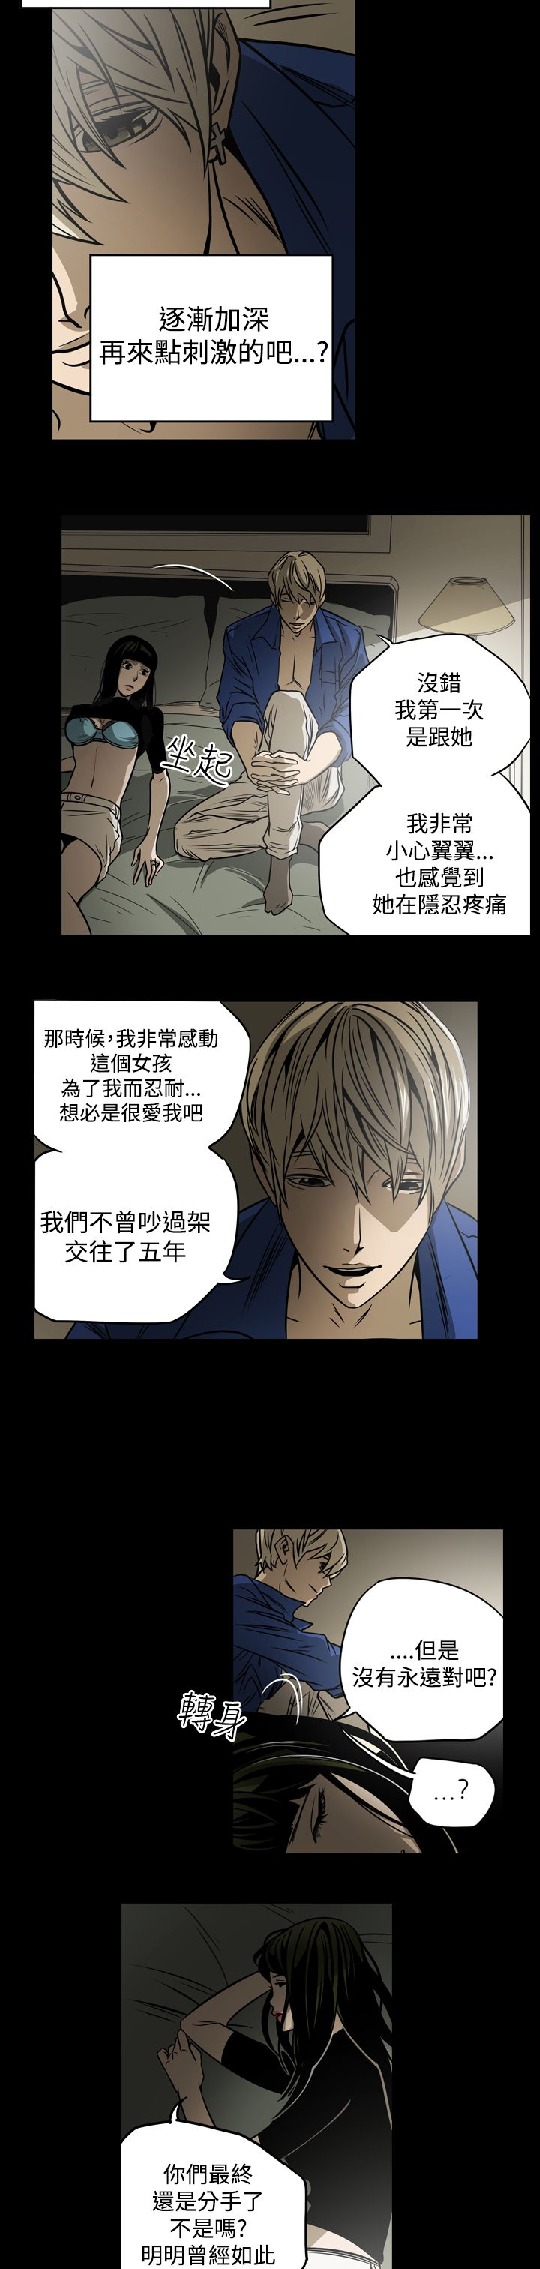 逐漸加深
再來點刺激的吧...?
坐起
沒錯
我第一次
是跟她
我非常
小心翼翼...
也感覺到
她在隱忍疼痛
那時候，我非常感動
這個女孩
為了我而忍耐...
想必是很愛我吧
我們不曾吵過架
交往了五年
....但是
沒有永遠對吧?
轉身
...?
你們最終
還是分手了
不是嗎?
明明曾經如此